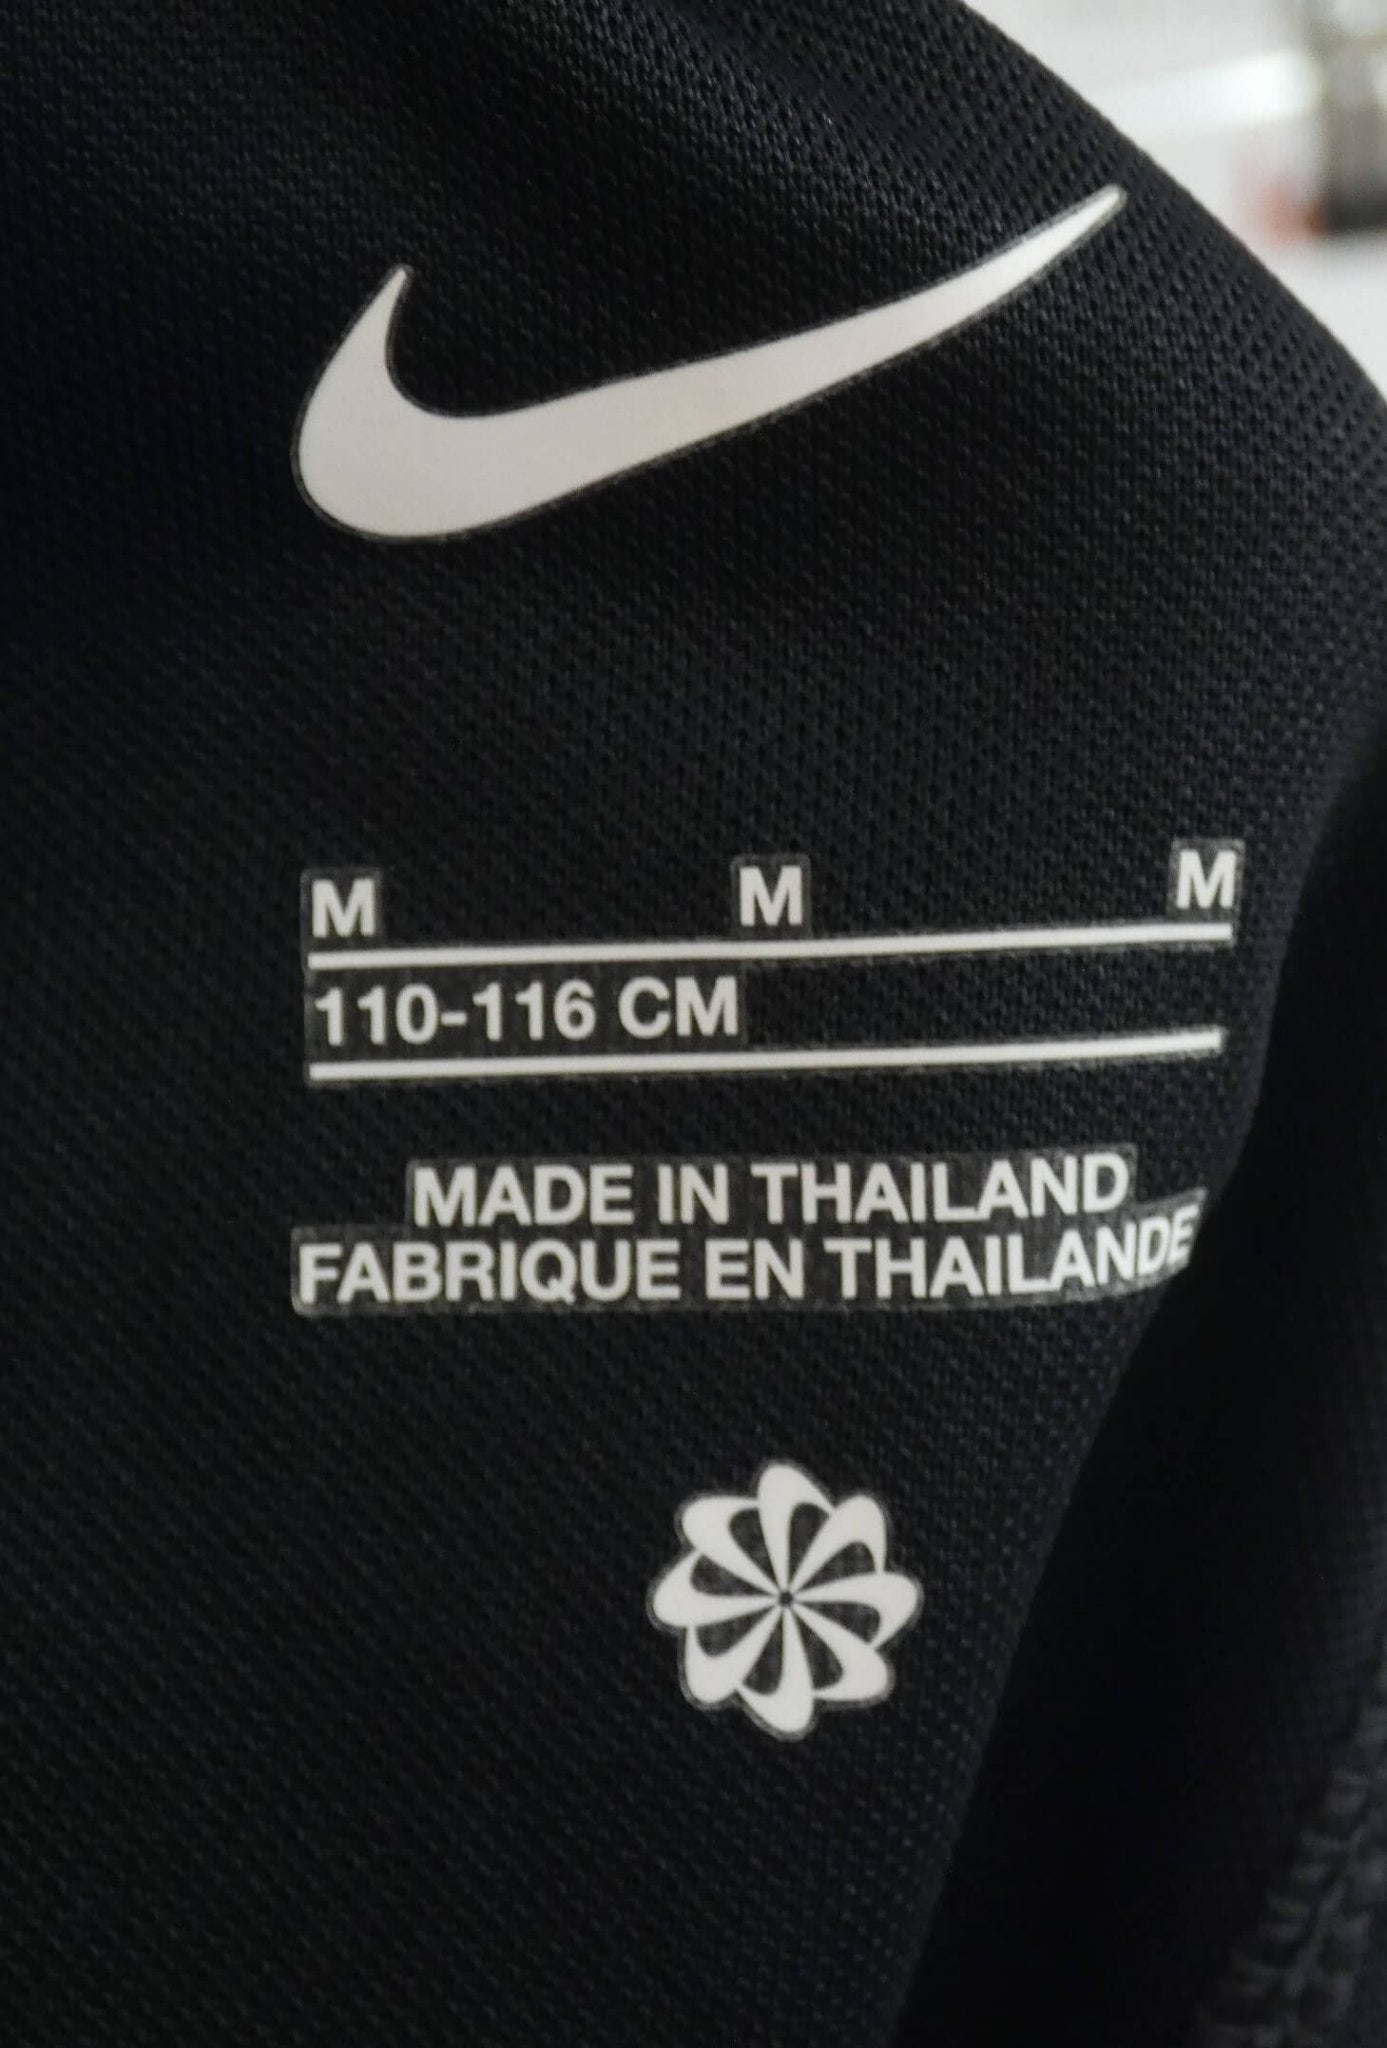 M M M
110-116 CM
MADE IN THAILAND
FABRIQUE EN THAILANDE